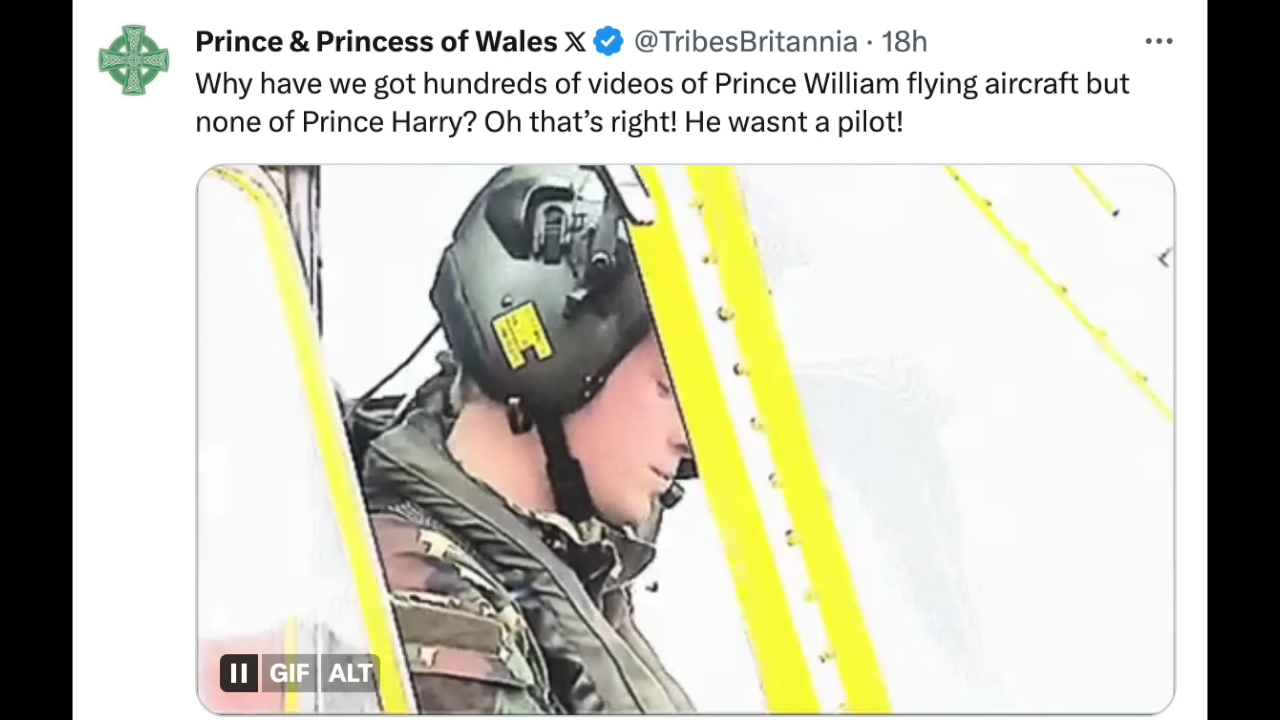 Prince & Princess of Wales X @TribesBritannia · 18h
Why have we got hundreds of videos of Prince William flying aircraft but
none of Prince Harry? Oh that's right! He wasnt a pilot!
GIF ALT